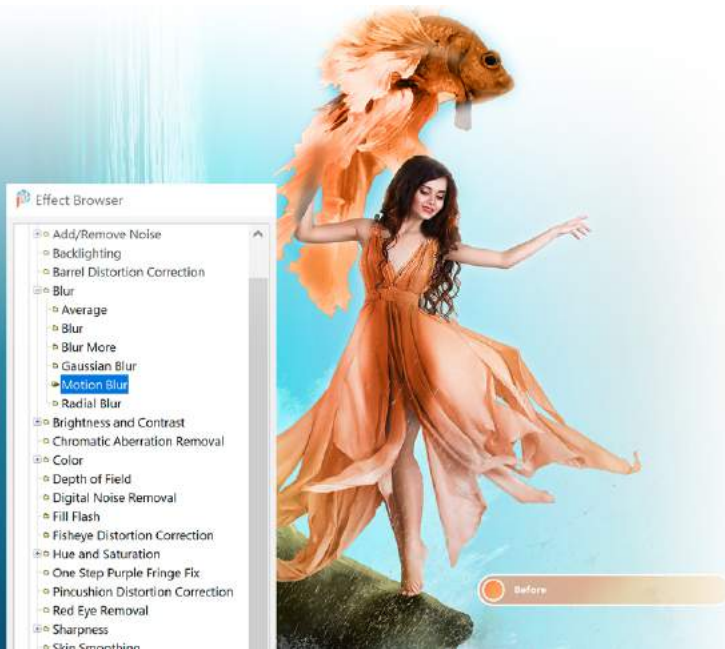 Effect Browser
Add/Remove Noise
Backlighting
Barrel Distortion Correction
Blur
Average
Blur
Blur More
Gaussian Blur
Motion Blur
Radial Blur
Brightness and Contrast
Chromatic Aberration Removal
Color
Depth of Field
Digital Noise Removal
Fill Flash
Fisheye Distortion Correction
Hue and Saturation
One Step Purple Fringe Fix
Pincushion Distortion Correction
Red Eye Removal
Sharpness
Skin Smoothing
Before